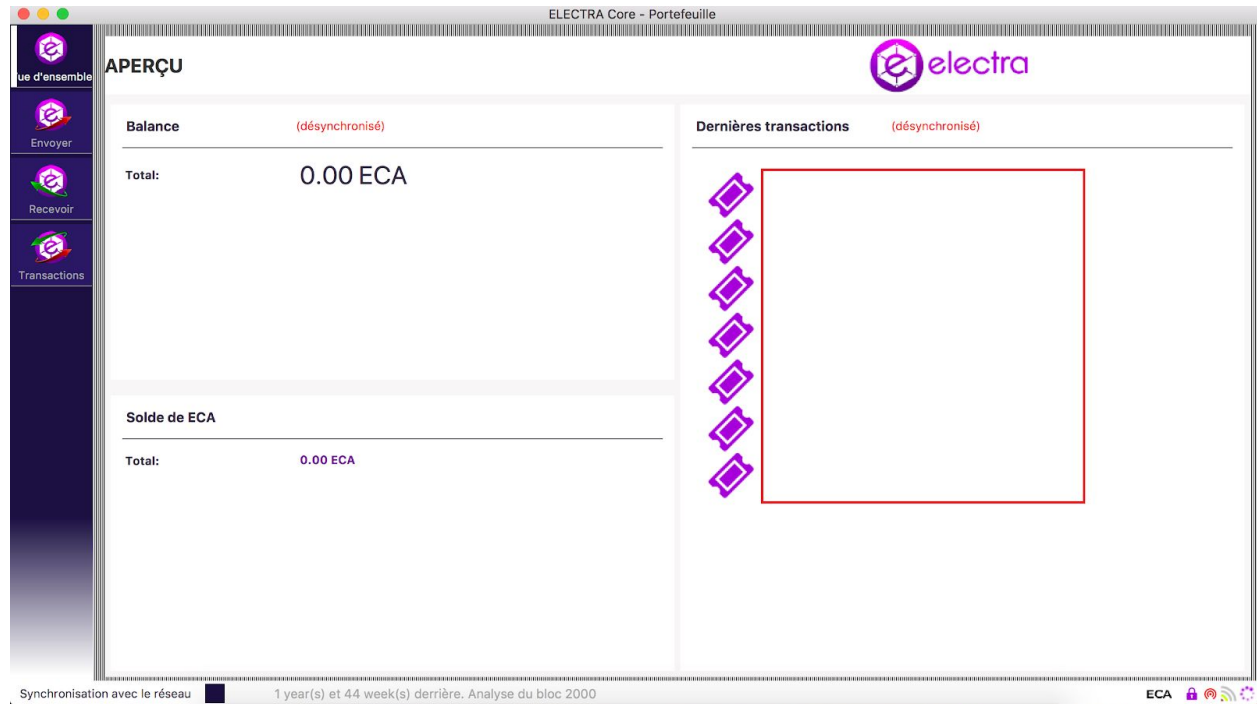 ELECTRA Core - Portefeuille
ue d'ensemble
Envoyer
Recevoir
Transactions
APERÇU
electra
Balance (désynchronisé)
Total: 0.00 ECA
Solde de ECA
Total: 0.00 ECA
Dernières transactions (désynchronisé)
Synchronisation avec le réseau 1 year(s) et 44 week(s) derrière. Analyse du bloc 2000 ECA